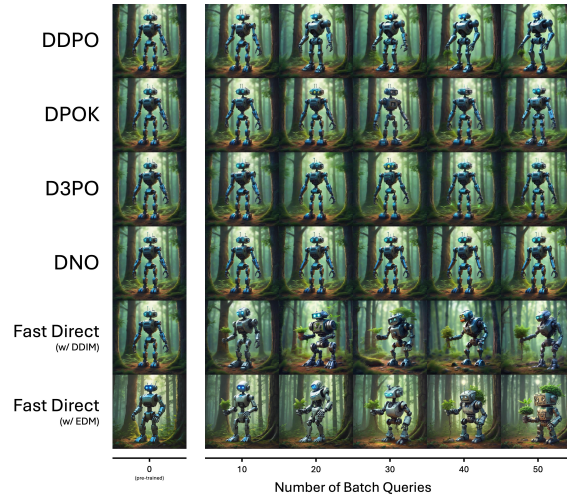 DDPO
DPOK
D3PO
DNO
Fast Direct
(w/ DDIM)
Fast Direct
(w/ EDM)
0 10 20 30 40 50
(pre-trained)
Number of Batch Queries